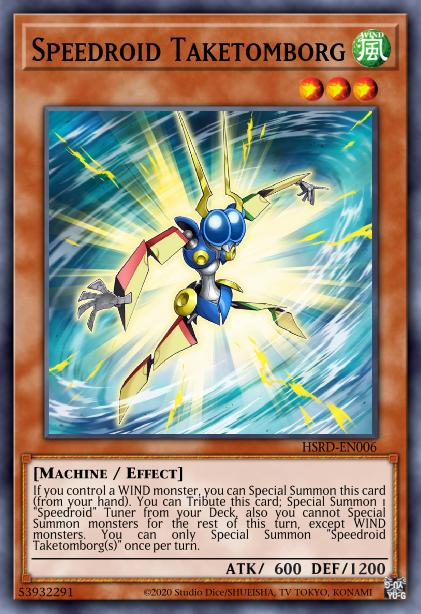 Speedroid Taketomborg
WIND
風
HSRD-EN006
[Machine / Effect]
If you control a WIND monster, you can Special Summon this card
(from your hand). You can Tribute this card; Special Summon 1
"Speedroid" Tuner from your Deck, also you cannot Special
Summon monsters for the rest of this turn, except WIND
monsters. You can only Special Summon "Speedroid
Taketomborg(s)" once per turn.
ATK/ 600 DEF/1200
53932291
©2020 Studio Dice/SHUEISHA, TV TOKYO, KONAMI